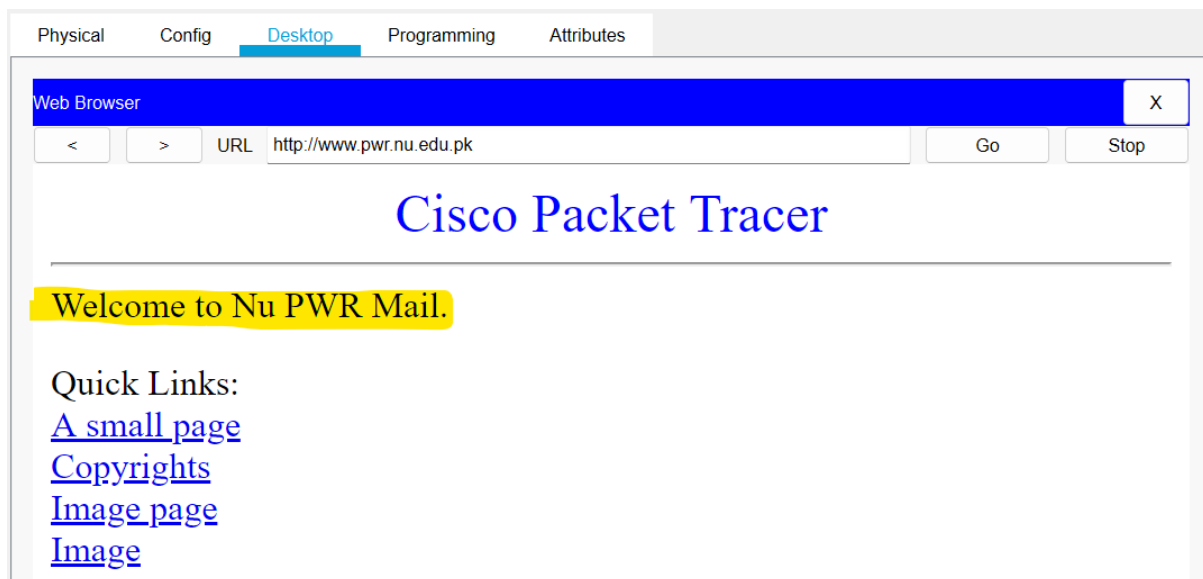 Physical Config Desktop Programming Attributes
Web Browser X
< > URL http://www.pwr.nu.edu.pk Go Stop
Cisco Packet Tracer
Welcome to Nu PWR Mail.
Quick Links:
A small page
Copyrights
Image page
Image